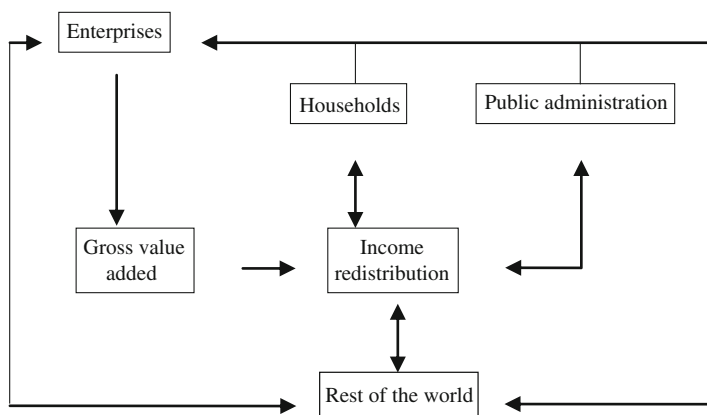 Enterprises
Households
Public administration
Gross value
added
Income
redistribution
Rest of the world